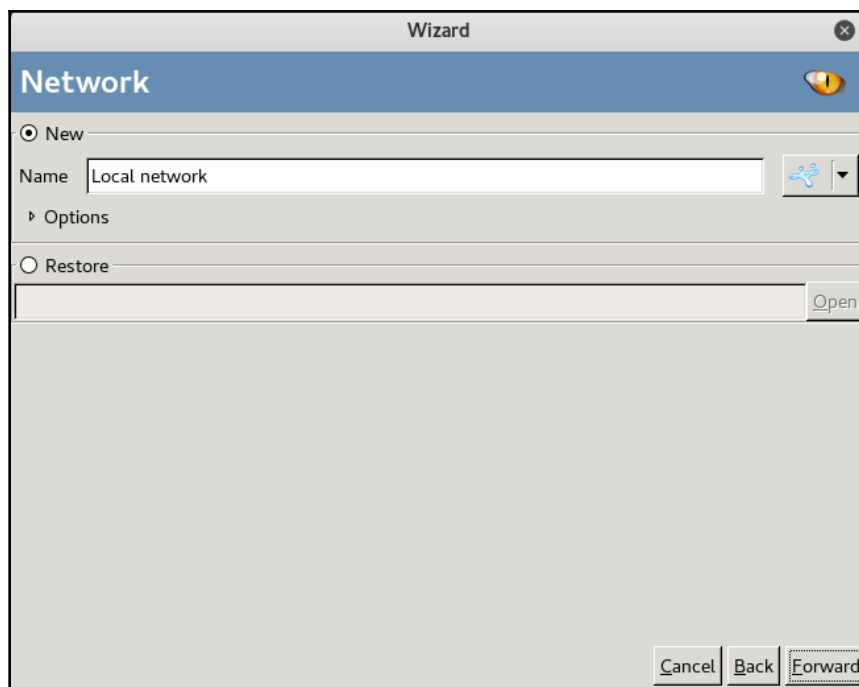 Wizard
Network
New
Name Local network
Options
Restore
Open
Cancel Back Forward